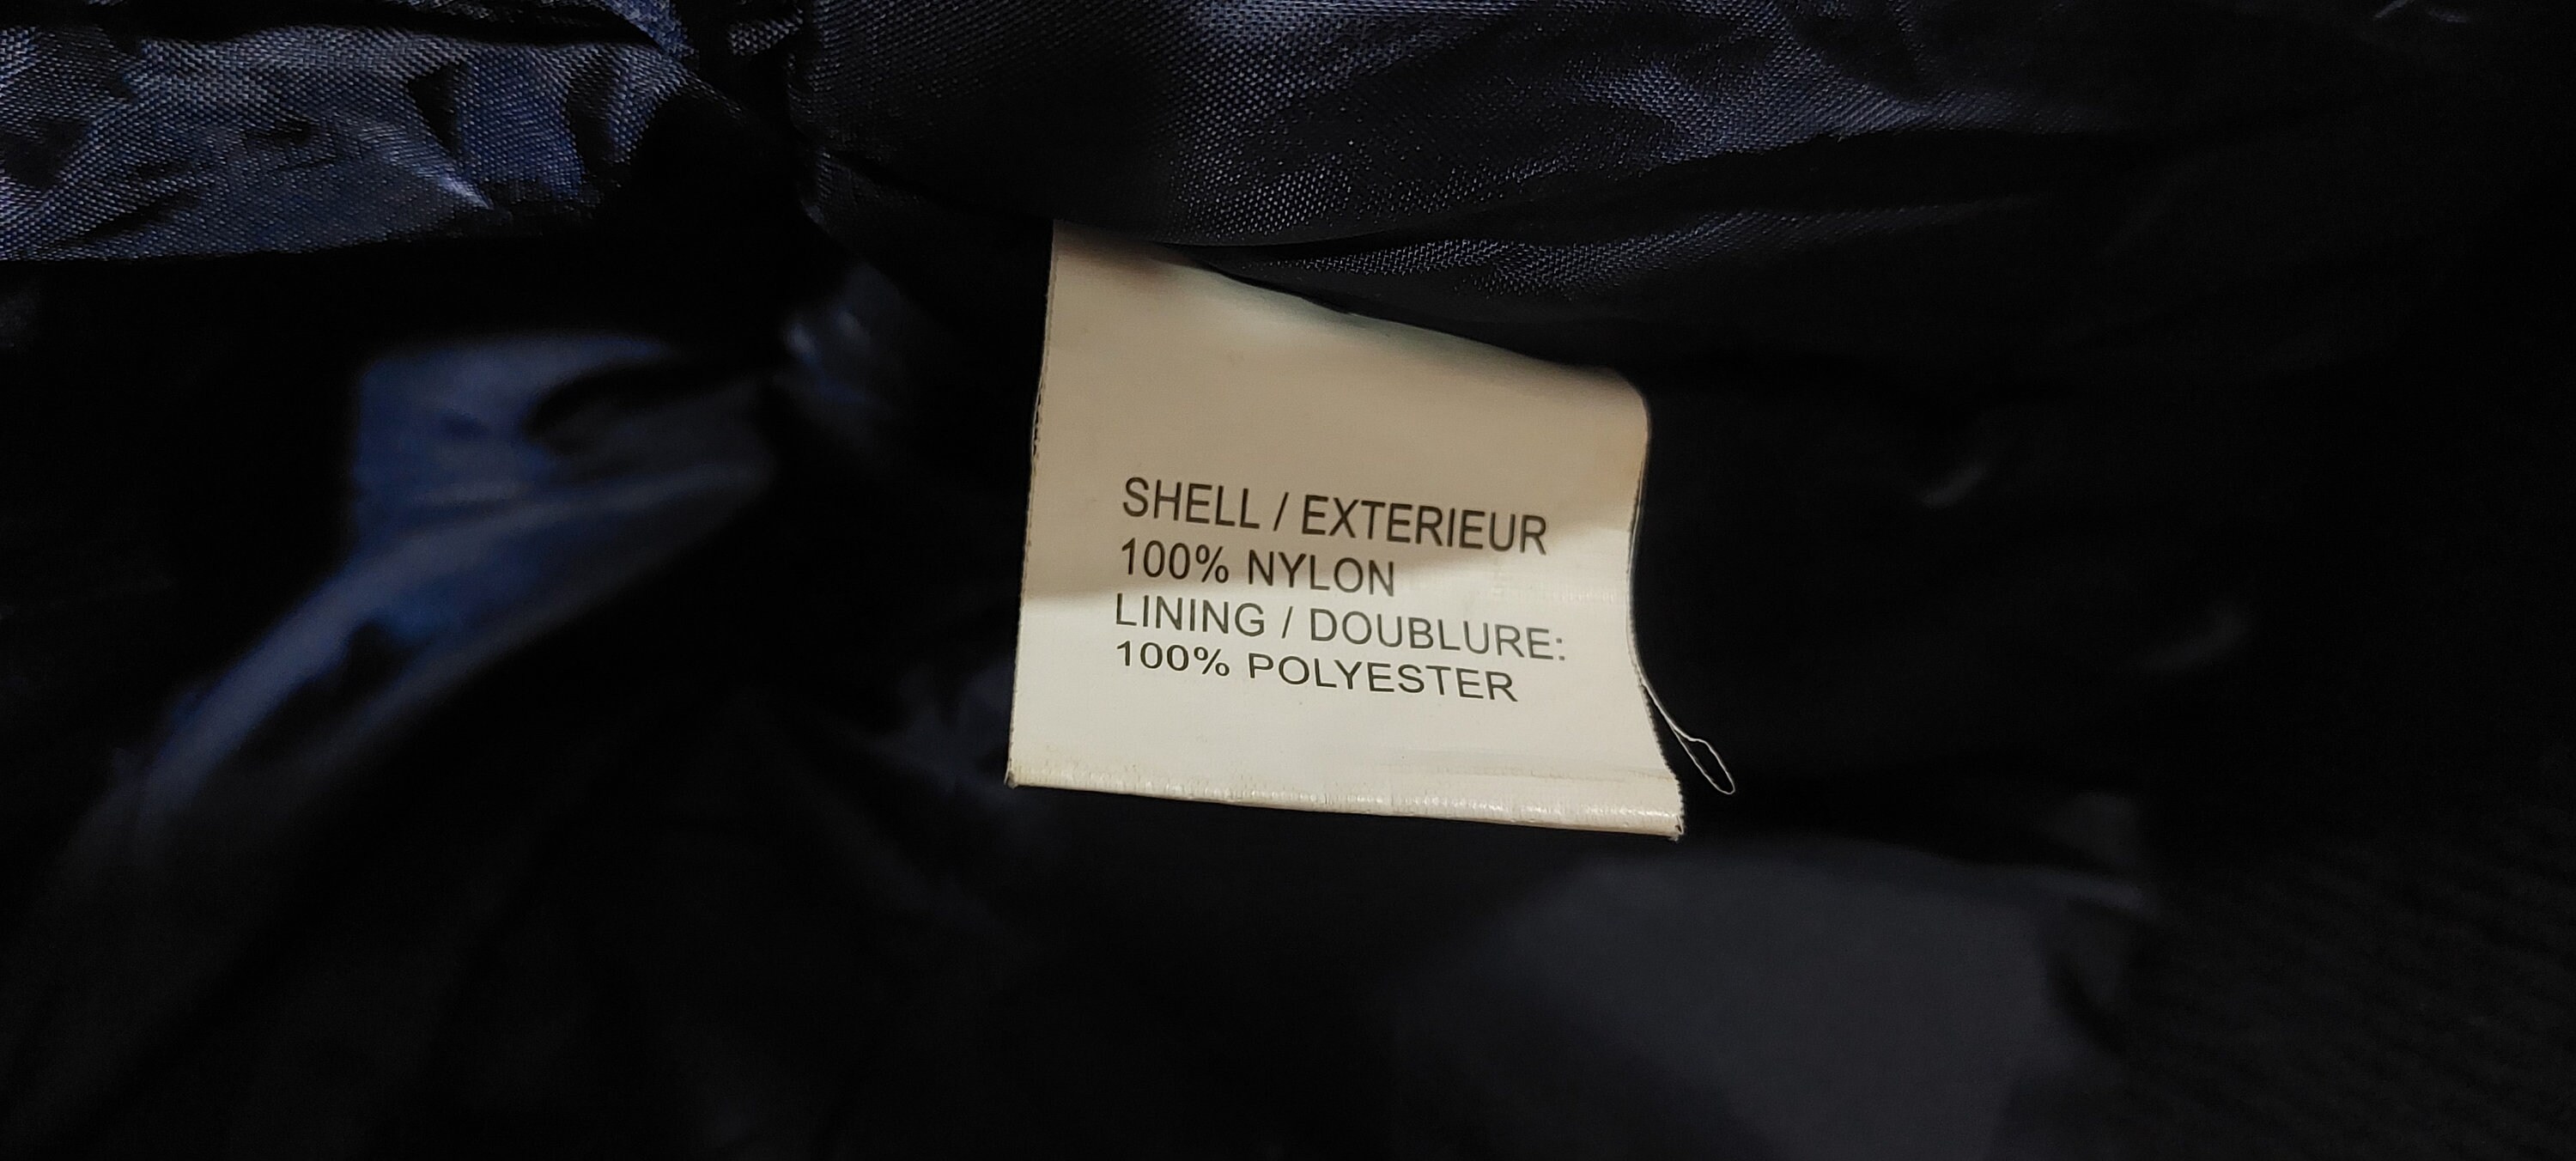 SHELL / EXTERIEUR
100% NYLON
LINING / DOUBLURE:
100% POLYESTER